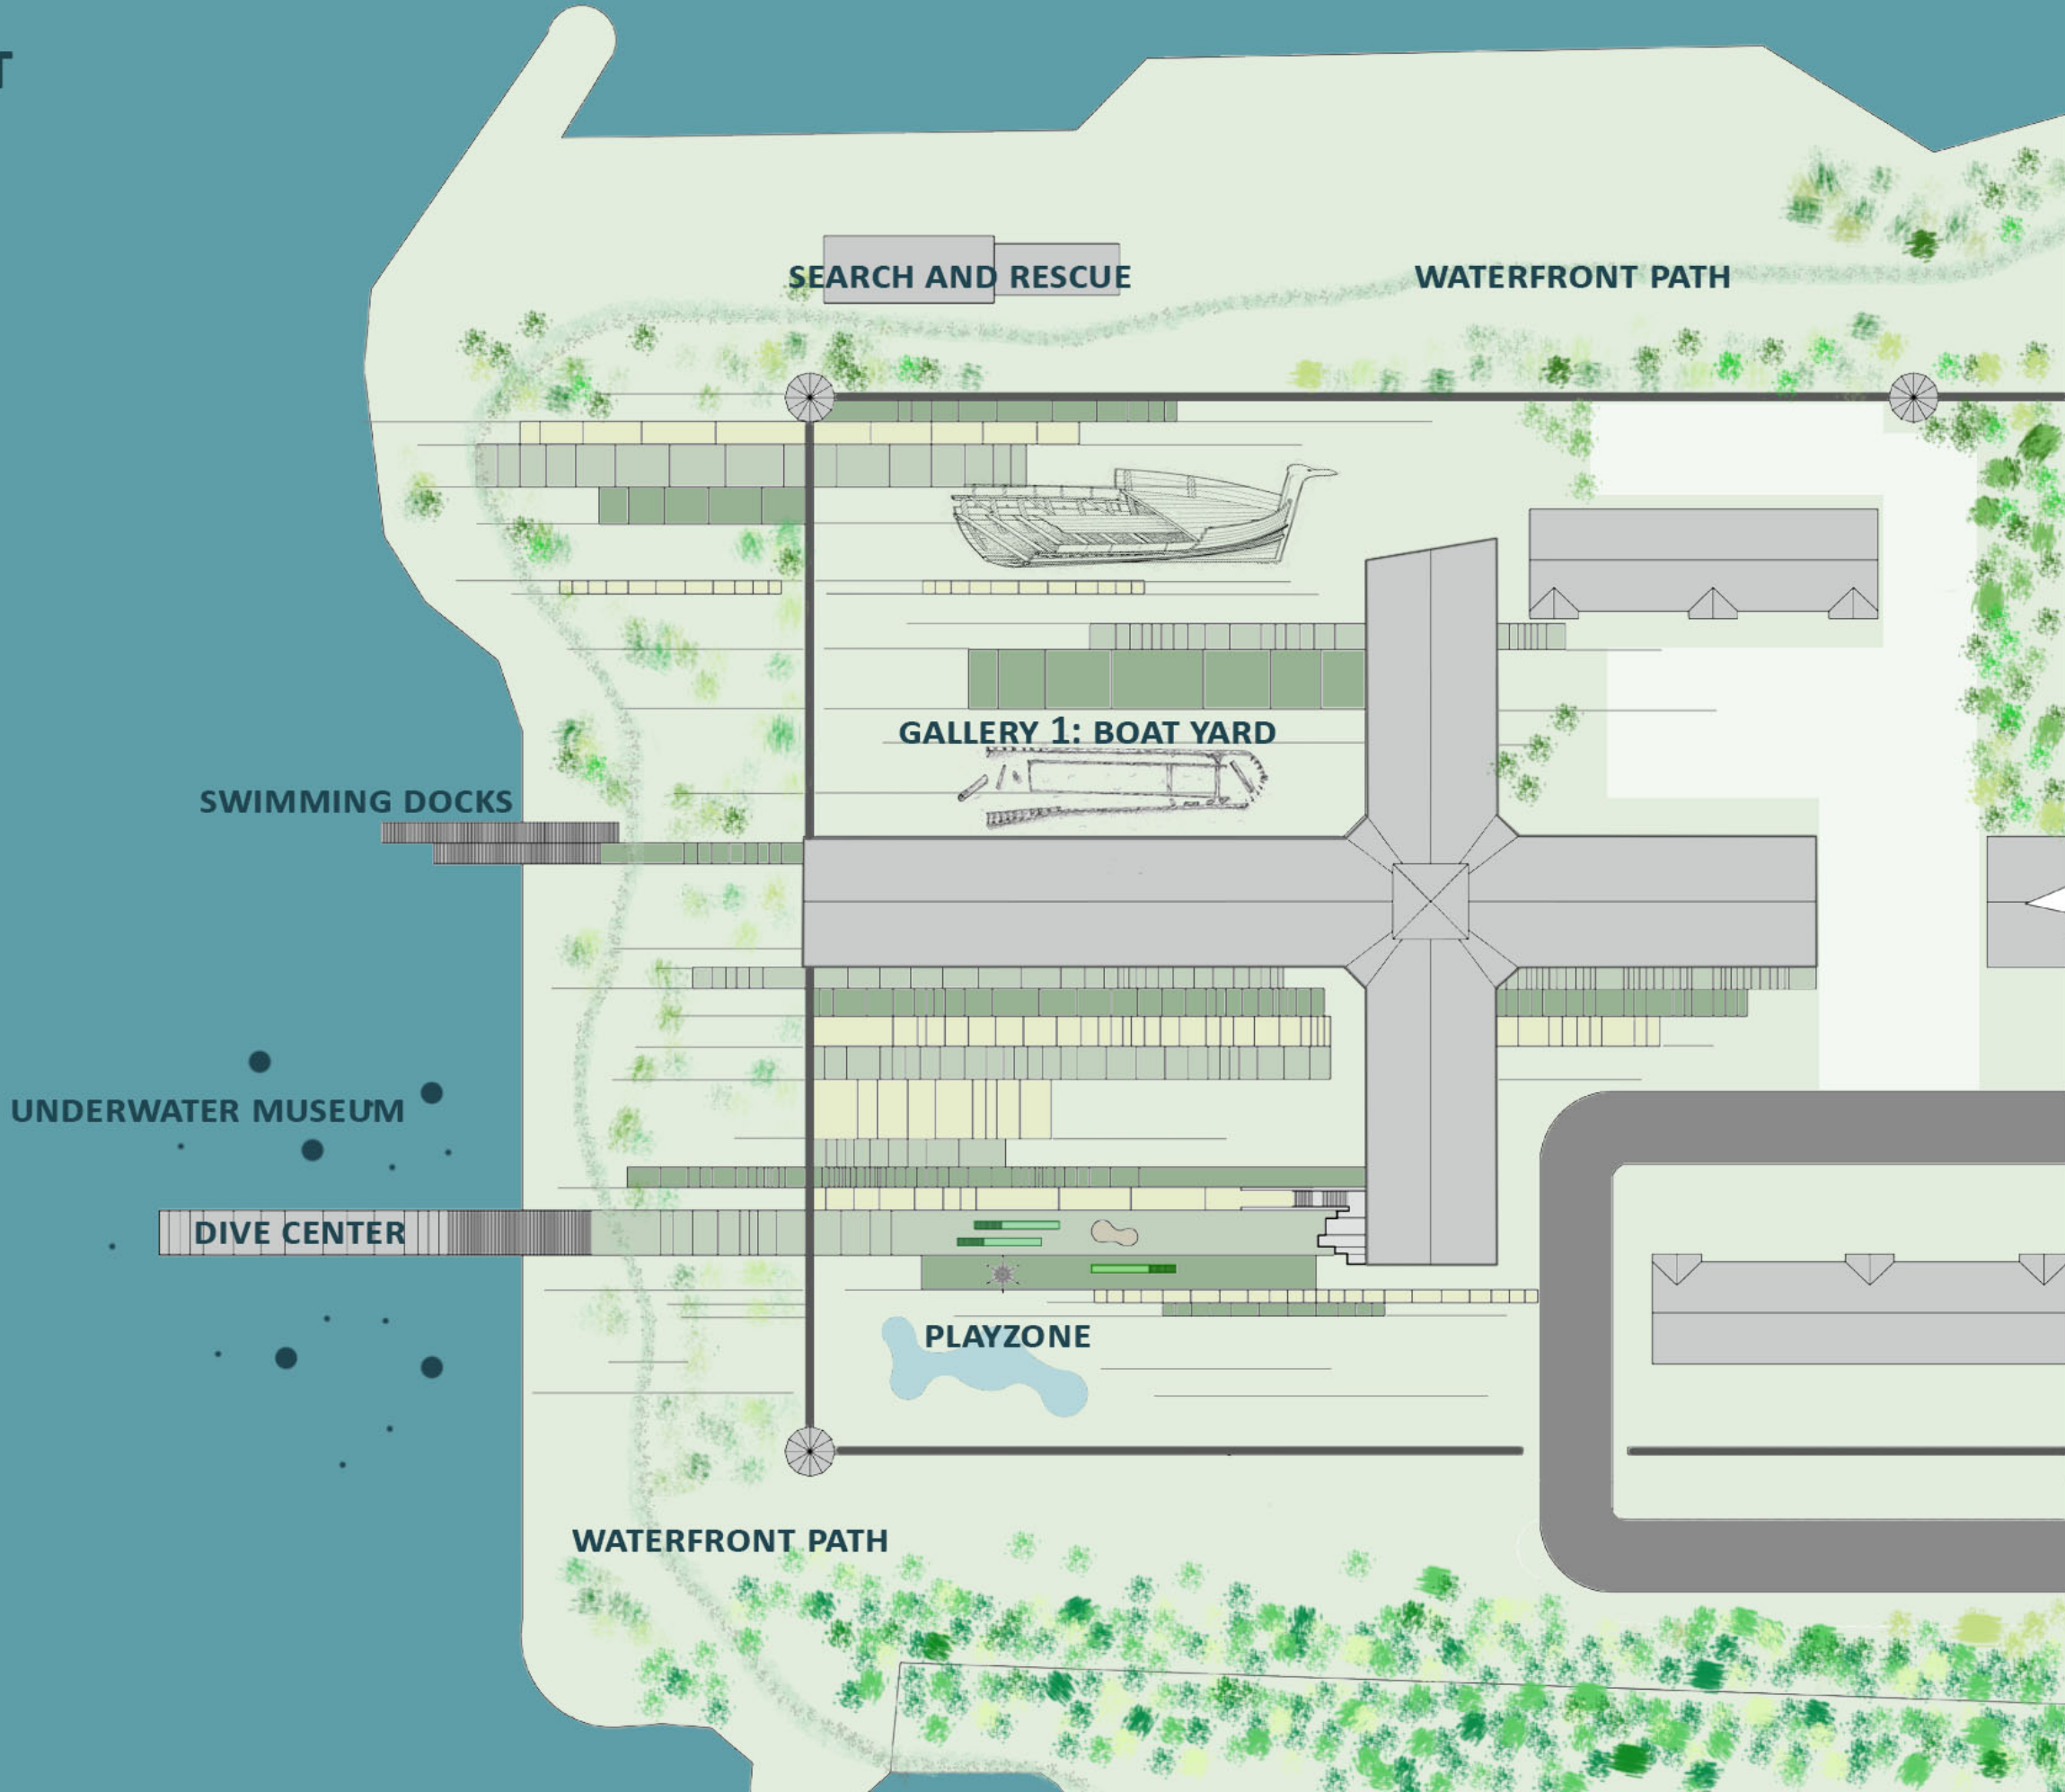 T
SEARCH AND RESCUE
WATERFRONT PATH
GALLERY 1: BOAT YARD
SWIMMING DOCKS
UNDERWATER MUSEUM
DIVE CENTER
PLAYZONE
WATERFRONT PATH